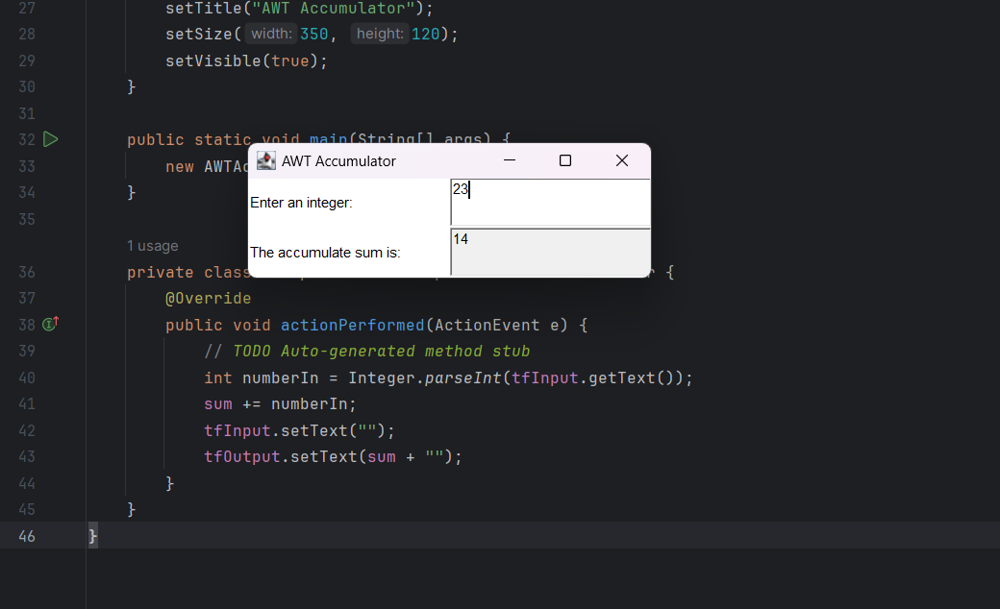 27 setTitle("AWT Accumulator");
28 setSize( width: 350, height: 120);
29 setVisible(true);
30 }
31
32 public static void main(String[] args) {
33 new
34 }
35
1 usage
36 private class {
37 @Override
38 public void actionPerformed(ActionEvent e) {
39 // TODO Auto-generated method stub
40 int numberIn = Integer.parseInt(tfInput.getText());
41 sum += numberIn;
42 tfInput.setText("");
43 tfOutput.setText(sum + "");
44 }
45 }
46 }
AWT Accumulator
Enter an integer: 23
The accumulate sum is: 14